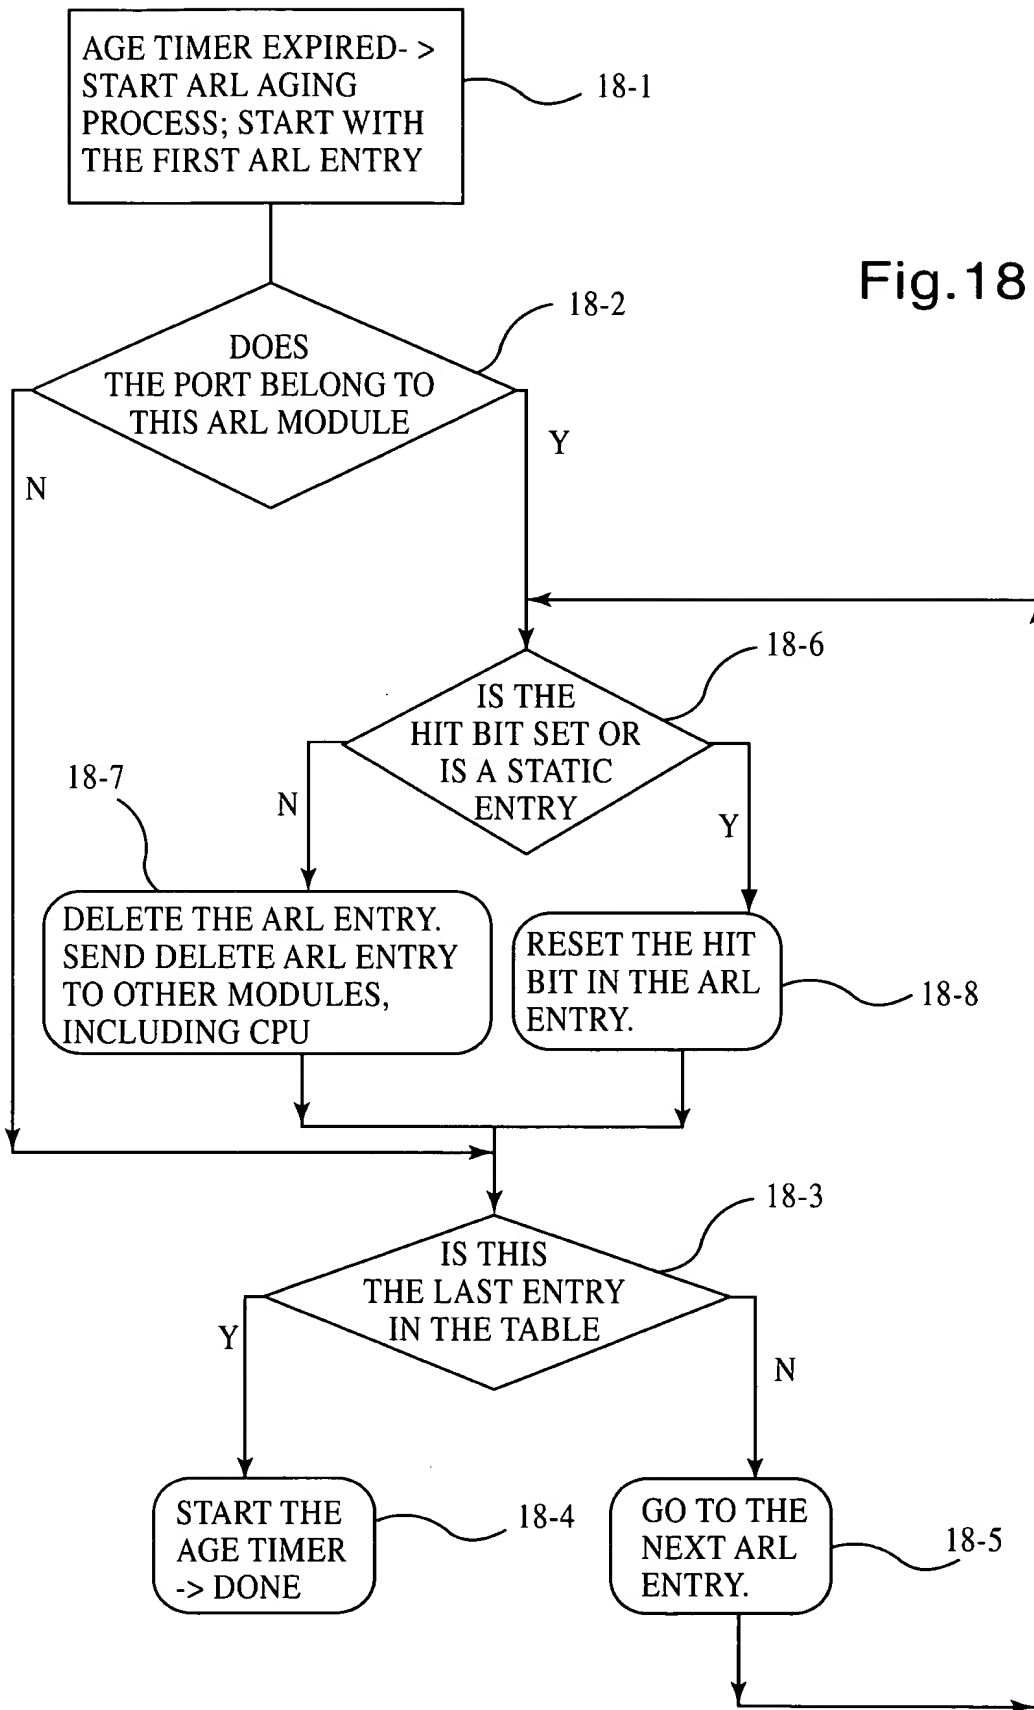 AGE TIMER EXPIRED- >
START ARL AGING
PROCESS; START WITH
THE FIRST ARL ENTRY
18-1
Fig.18
18-2
DOES
THE PORT BELONG TO
THIS ARL MODULE
Y
N
18-6
IS THE
HIT BIT SET OR
IS A STATIC
ENTRY
18-7
N
Y
DELETE THE ARL ENTRY.
SEND DELETE ARL ENTRY
TO OTHER MODULES,
INCLUDING CPU
RESET THE HIT
BIT IN THE ARL
ENTRY.
18-8
18-3
IS THIS
THE LAST ENTRY
IN THE TABLE
Y
N
START THE
AGE TIMER
-> DONE
18-4
GO TO THE
NEXT ARL
ENTRY.
18-5